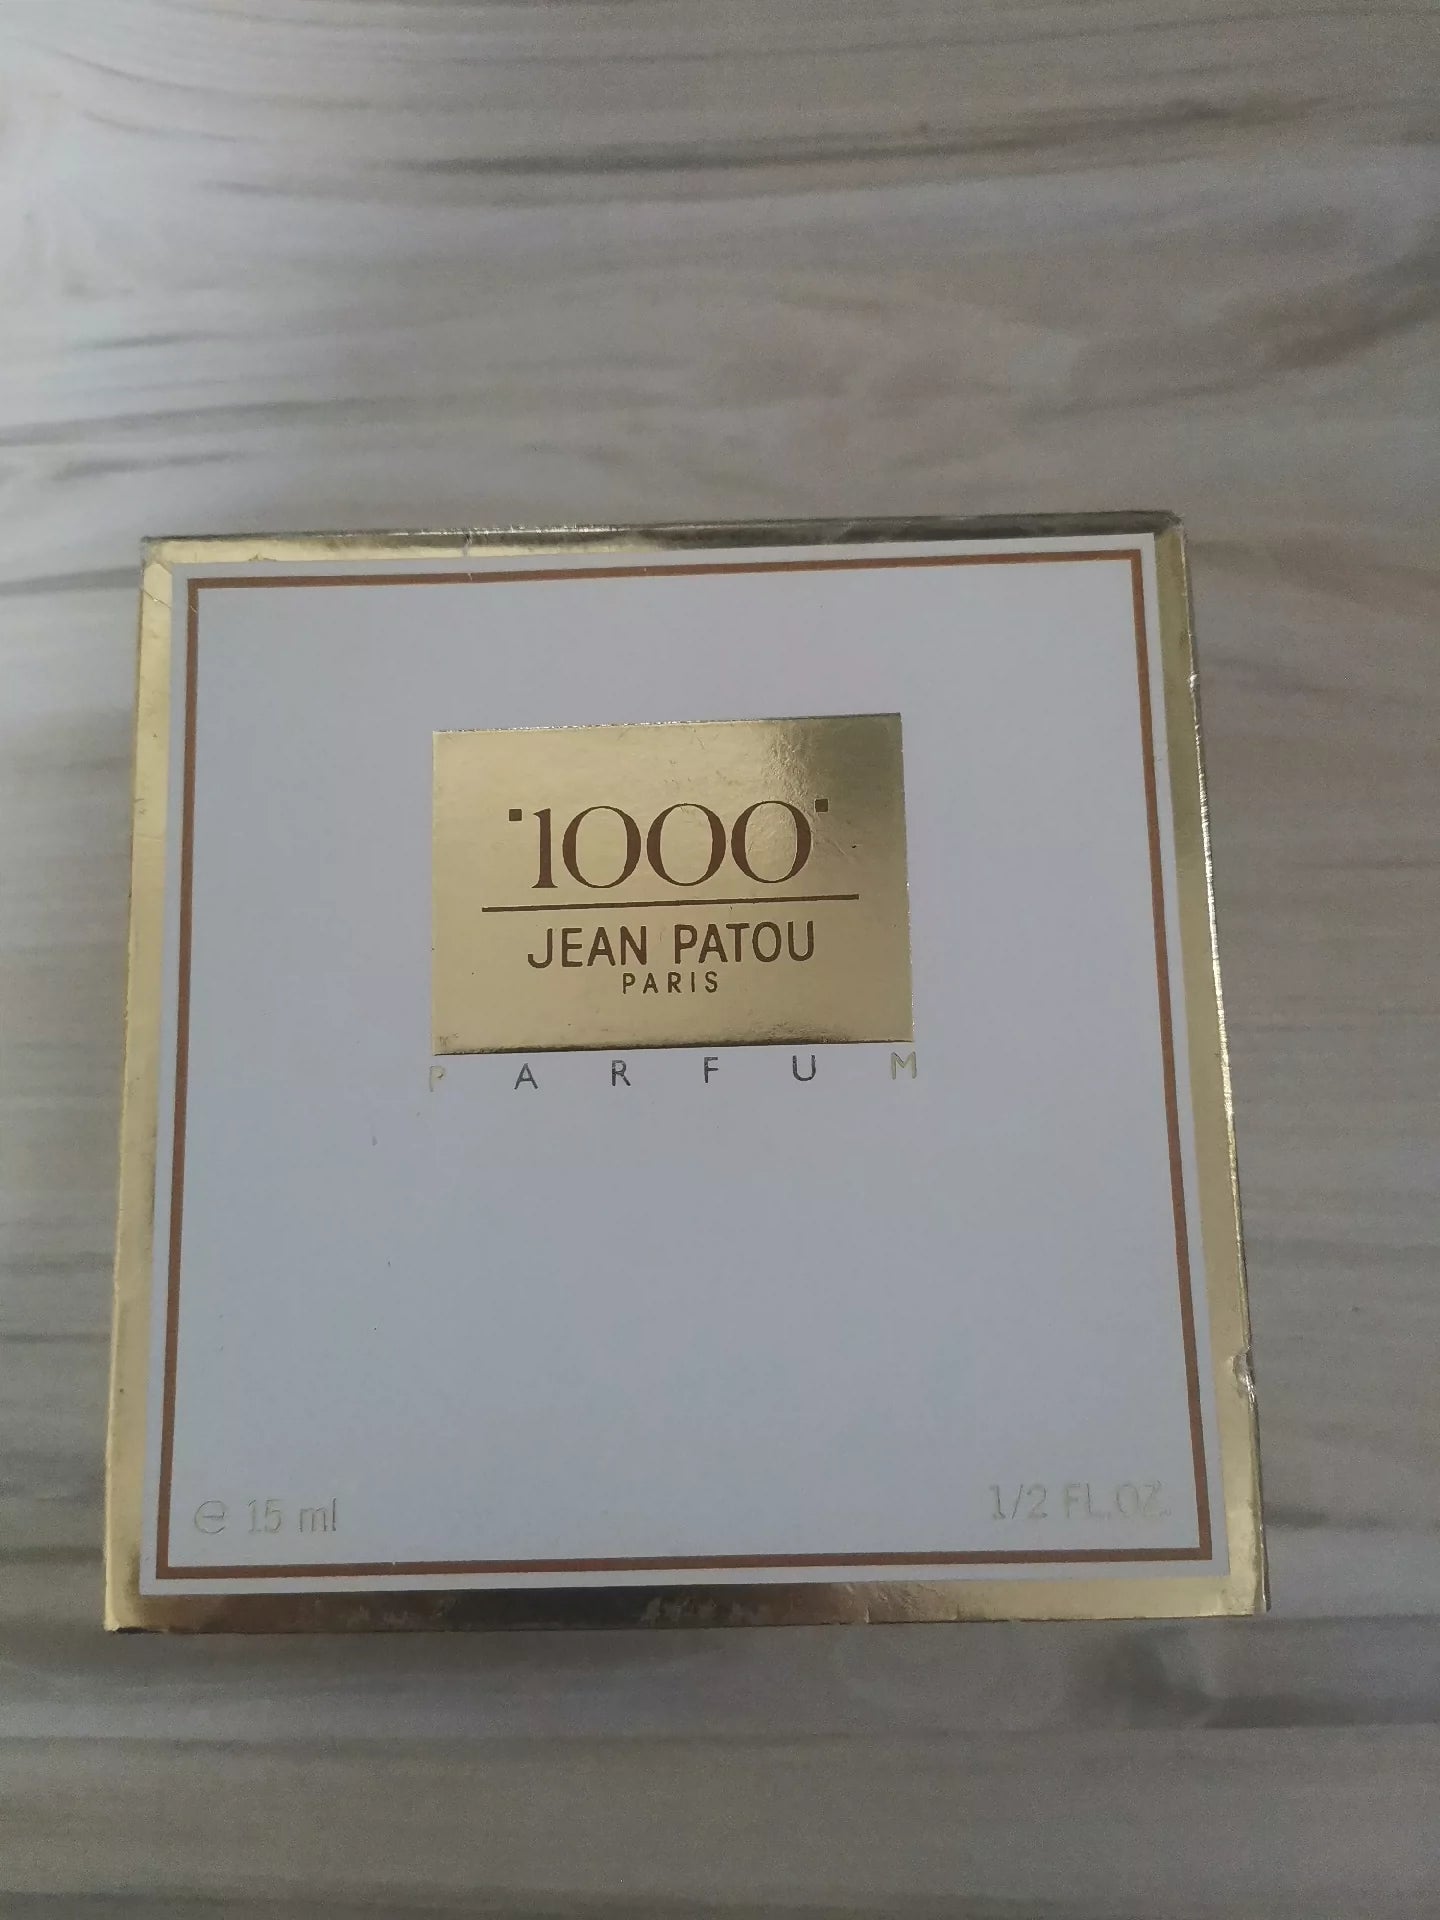 "1000"
JEAN PATOU
PARIS
PARFUM
℮ 15 ml
1/2 FL.OZ.